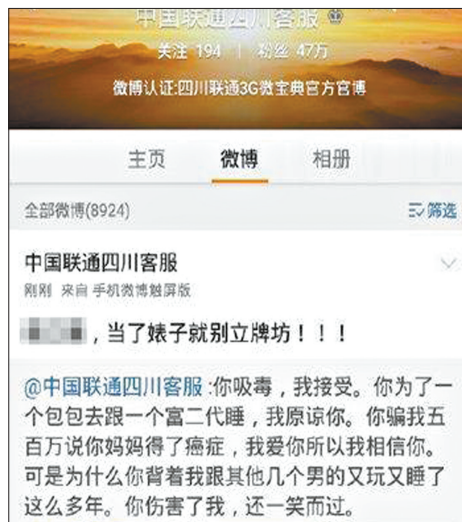 中国联通四川客服
关注 194 | 粉丝 47万
微博认证:四川联通3G微宝典官方官博
主页 微博 相册
全部微博(8924) 筛选
中国联通四川客服
刚刚 来自 手机微博触屏版
，当了婊子就别立牌坊！！！
@中国联通四川客服 :你吸毒，我接受。你为了一
个包包去跟一个富二代睡，我原谅你。你骗我五
百万说你妈妈得了癌症，我爱你所以我相信你。
可是为什么你背着我跟其他几个男的又玩又睡了
这么多年。你伤害了我，还一笑而过。